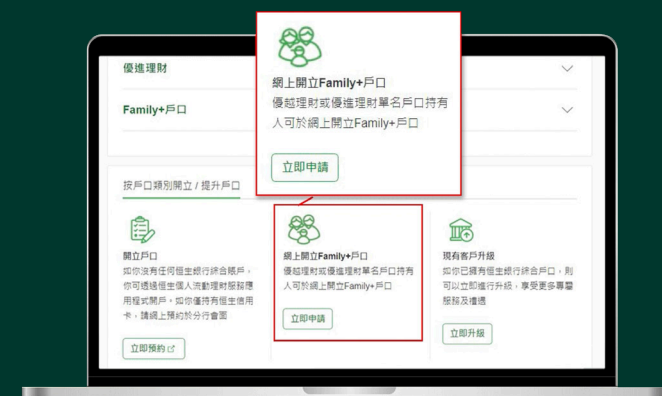 網上開立Family+戶口
優越理財或優進理財單名戶口持有
人可於網上開立Family+戶口
立即申請
優進理財
Family+戶口
按戶口類別開立 / 提升戶口
開立戶口
如你沒有任何恒生銀行綜合賬戶，
你可透過恒生個人流動理財服務應
用程式開戶。如你僅持有恒生信用
卡，請網上預約於分行會面
立即預約
網上開立Family+戶口
優越理財或優進理財單名戶口持有
人可於網上開立Family+戶口
立即申請
現有客戶升級
如你已擁有恒生銀行綜合戶口，則
可以立即進行升級，享受更多專屬
服務及禮遇
立即升級